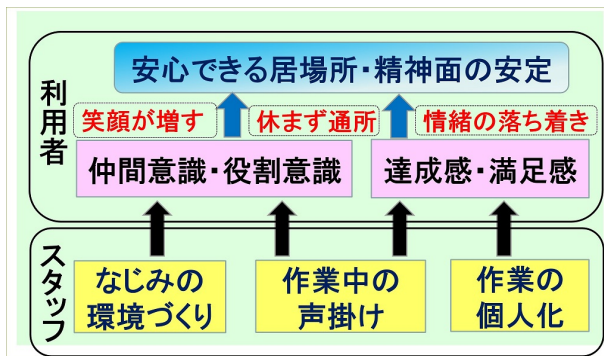 安心できる居場所・精神面の安定
利用者
笑顔が増す
休まず通所
情緒の落ち着き
仲間意識・役割意識
達成感・満足感
スタッフ
なじみの
環境づくり
作業中の
声掛け
作業の
個人化